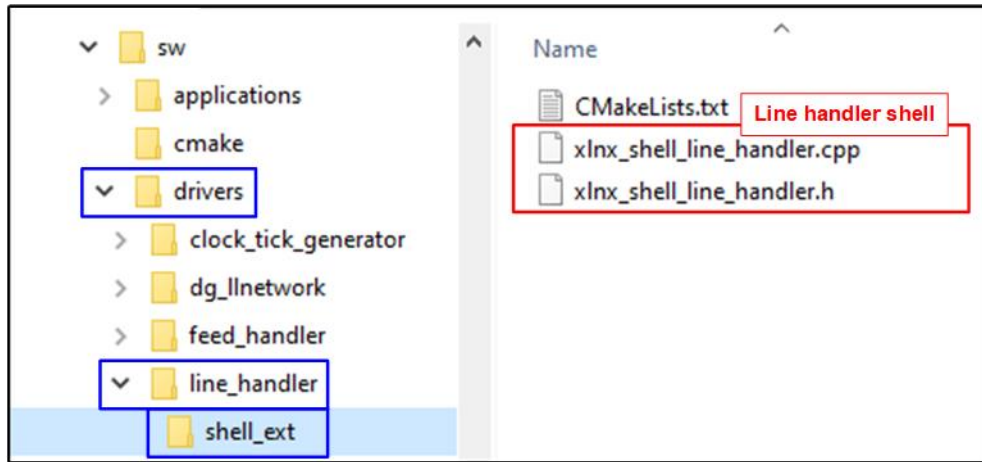 sw
applications
cmake
drivers
clock_tick_generator
dg_llnetwork
feed_handler
line_handler
shell_ext
Name
CMakeLists.txt
Line handler shell
xlnx_shell_line_handler.cpp
xlnx_shell_line_handler.h